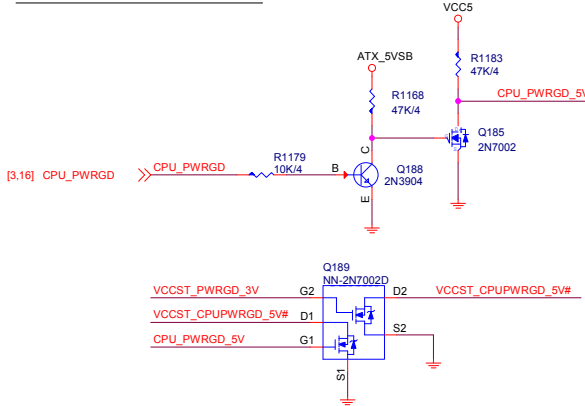 VCC5
ATX_5VSB
R1183
47K/4
R1168
47K/4
CPU_PWRGD_5V
Q185
2N7002
C
[3,16] CPU_PWRGD
CPU_PWRGD
R1179
10K/4
B
Q188
2N3904
E
Q189
NN-2N7002D
VCCST_PWRGD_3V
G2
D2
VCCST_CPUPWRGD_5V#
VCCST_CPUPWRGD_5V#
D1
S2
CPU_PWRGD_5V
G1
S1